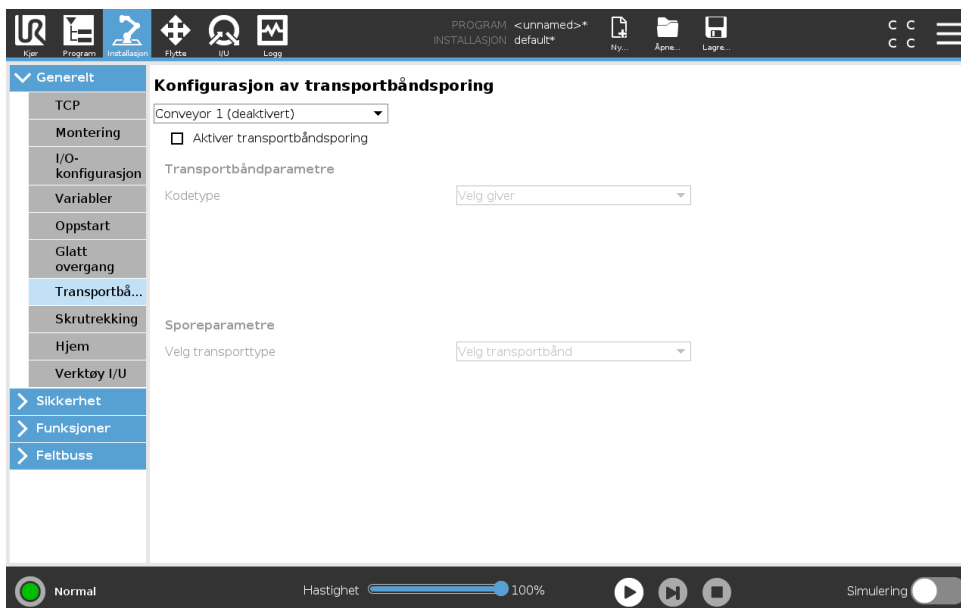 PROGRAM <unnamed>*
INSTALLASJON default*
Kjør Program Installasjon Flytte I/U Logg Ny... Åpne... Lagre...
C C
C C
Generelt
TCP
Montering
I/O-
konfigurasjon
Variabler
Oppstart
Glatt
overgang
Transportbå...
Skrutrekking
Hjem
Verktøy I/U
Sikkerhet
Funksjoner
Feltbuss
Konfigurasjon av transportbåndsporing
Conveyor 1 (deaktivert)
Aktiver transportbåndsporing
Transportbåndparametre
Kodetype Velg giver
Sporeparametre
Velg transporttype Velg transportbånd
Normal Hastighet 100% Simulering